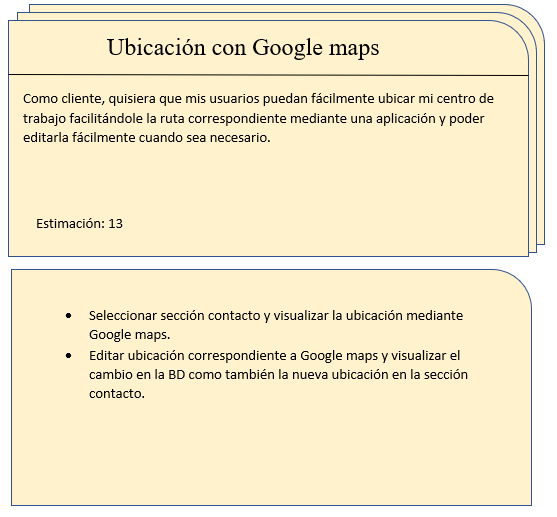 Ubicación con Google maps
Como cliente, quisiera que mis usuarios puedan fácilmente ubicar mi centro de
trabajo facilitándole la ruta correspondiente mediante una aplicación y poder
editarla fácilmente cuando sea necesario.
Estimación: 13
• Seleccionar sección contacto y visualizar la ubicación mediante
Google maps.
• Editar ubicación correspondiente a Google maps y visualizar el
cambio en la BD como también la nueva ubicación en la sección
contacto.